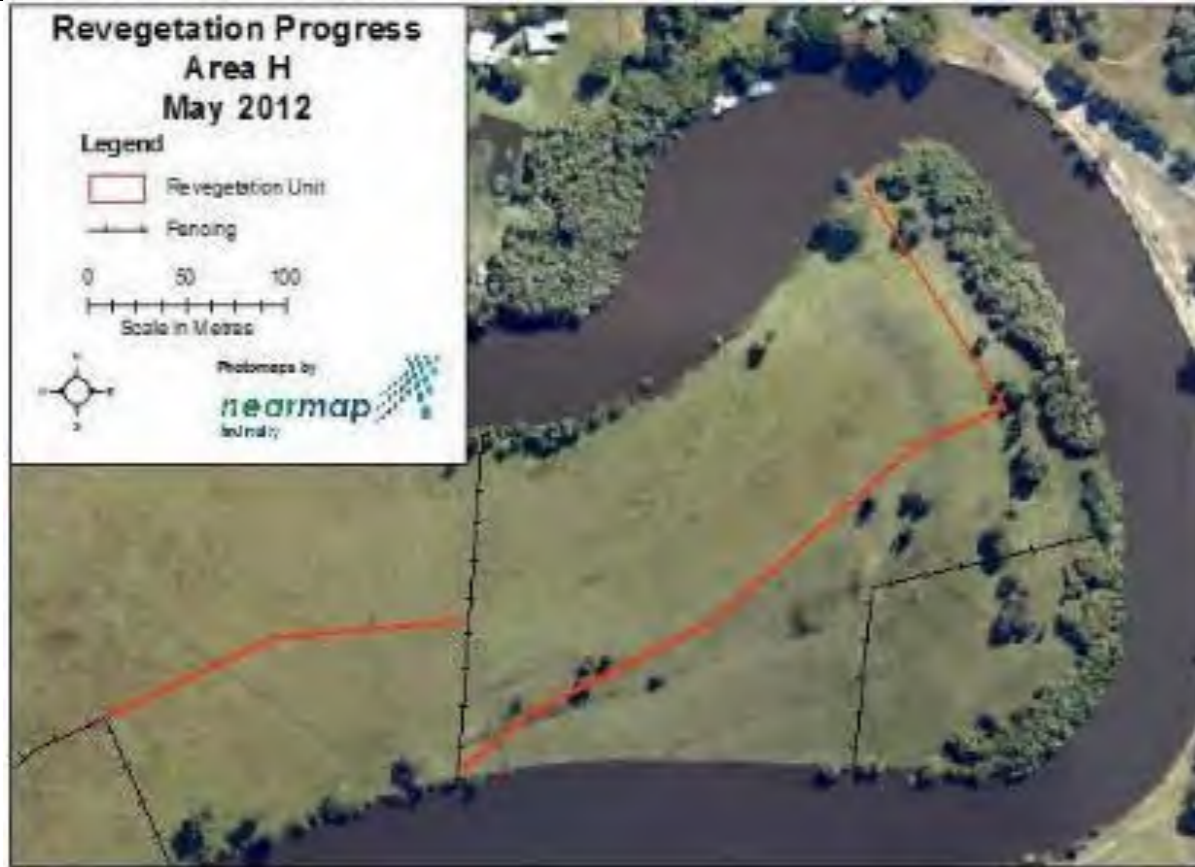 Revegetation Progress
Area H
May 2012
Legend
Revegetation Unit
Fencing
0 50 100
Scale in Metres
N
S
Photomaps by
nearmap